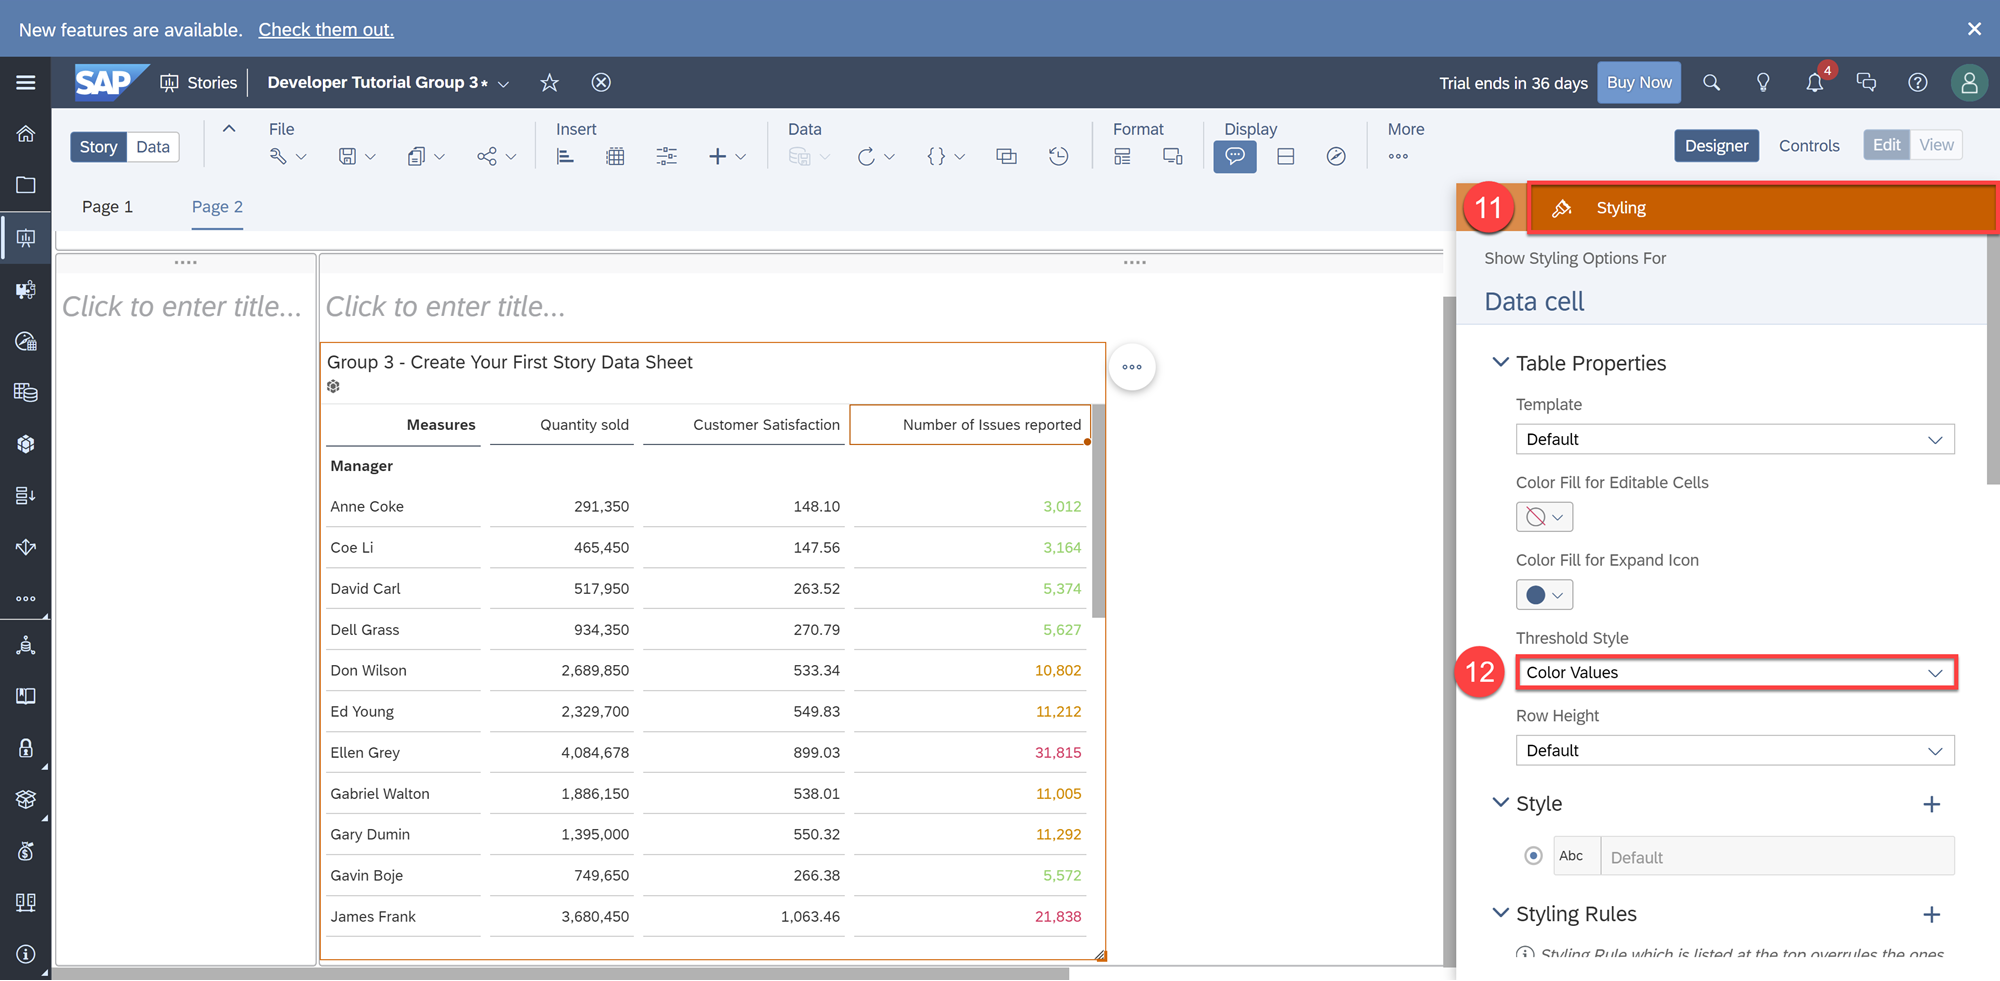 New features are available. Check them out.
SAP Stories Developer Tutorial Group 3* Trial ends in 36 days Buy Now 4
Story Data File Insert Data Format Display More Designer Controls Edit View
Page 1 Page 2
11 Styling
Show Styling Options For
Data cell
Click to enter title... Click to enter title...
Group 3 - Create Your First Story Data Sheet
Measures Quantity sold Customer Satisfaction Number of Issues reported
Manager
Anne Coke 291,350 148.10 3,012
Coe Li 465,450 147.56 3,164
David Carl 517,950 263.52 5,374
Dell Grass 934,350 270.79 5,627
Don Wilson 2,689,850 533.34 10,802
Ed Young 2,329,700 549.83 11,212
Ellen Grey 4,084,678 899.03 31,815
Gabriel Walton 1,886,150 538.01 11,005
Gary Dumin 1,395,000 550.32 11,292
Gavin Boje 749,650 266.38 5,572
James Frank 3,680,450 1,063.46 21,838
Table Properties
Template
Default
Color Fill for Editable Cells
Color Fill for Expand Icon
Threshold Style
12 Color Values
Row Height
Default
Style
Abc Default
Styling Rules
Styling Rule which is listed at the top overrules the ones